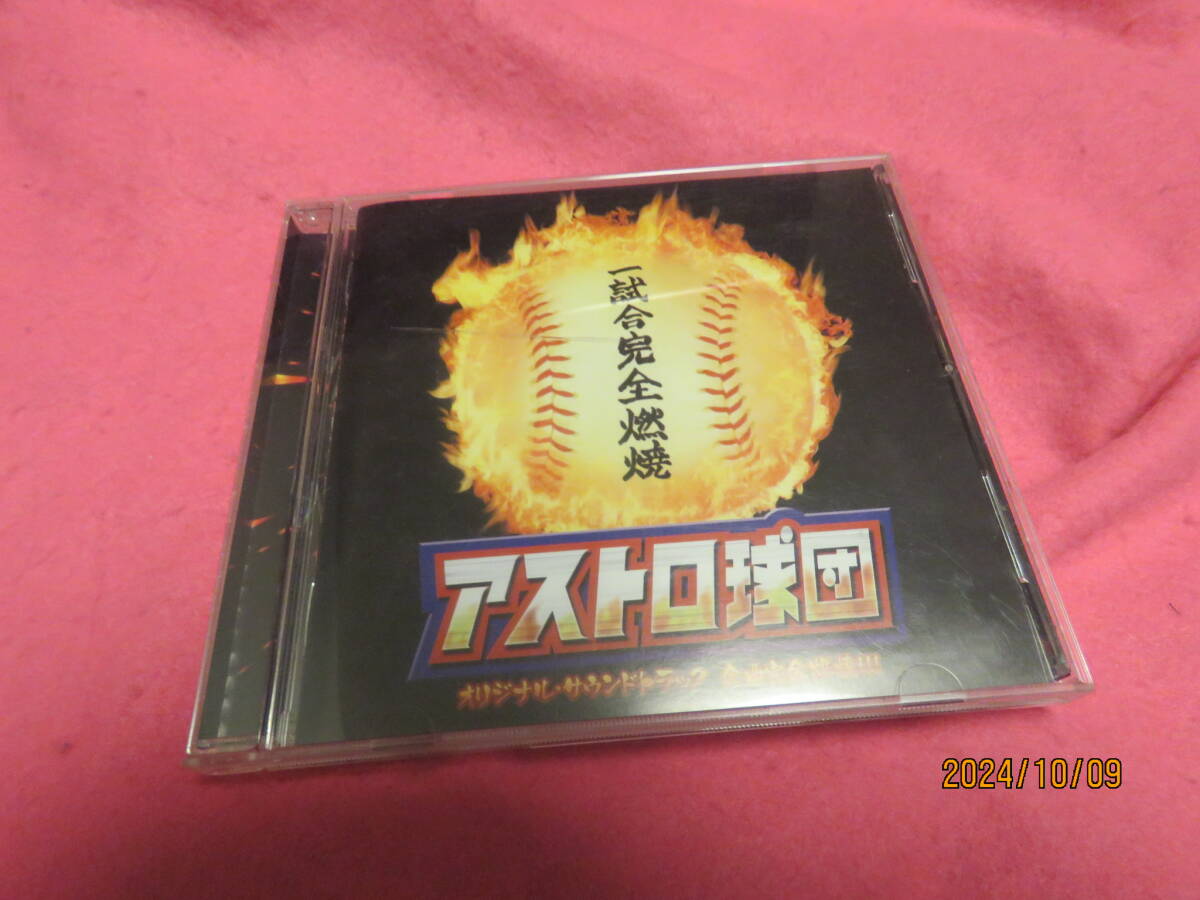 一試合完全燃焼
アストロ球団
オリジナル・サウンドトラック
2024/10/09